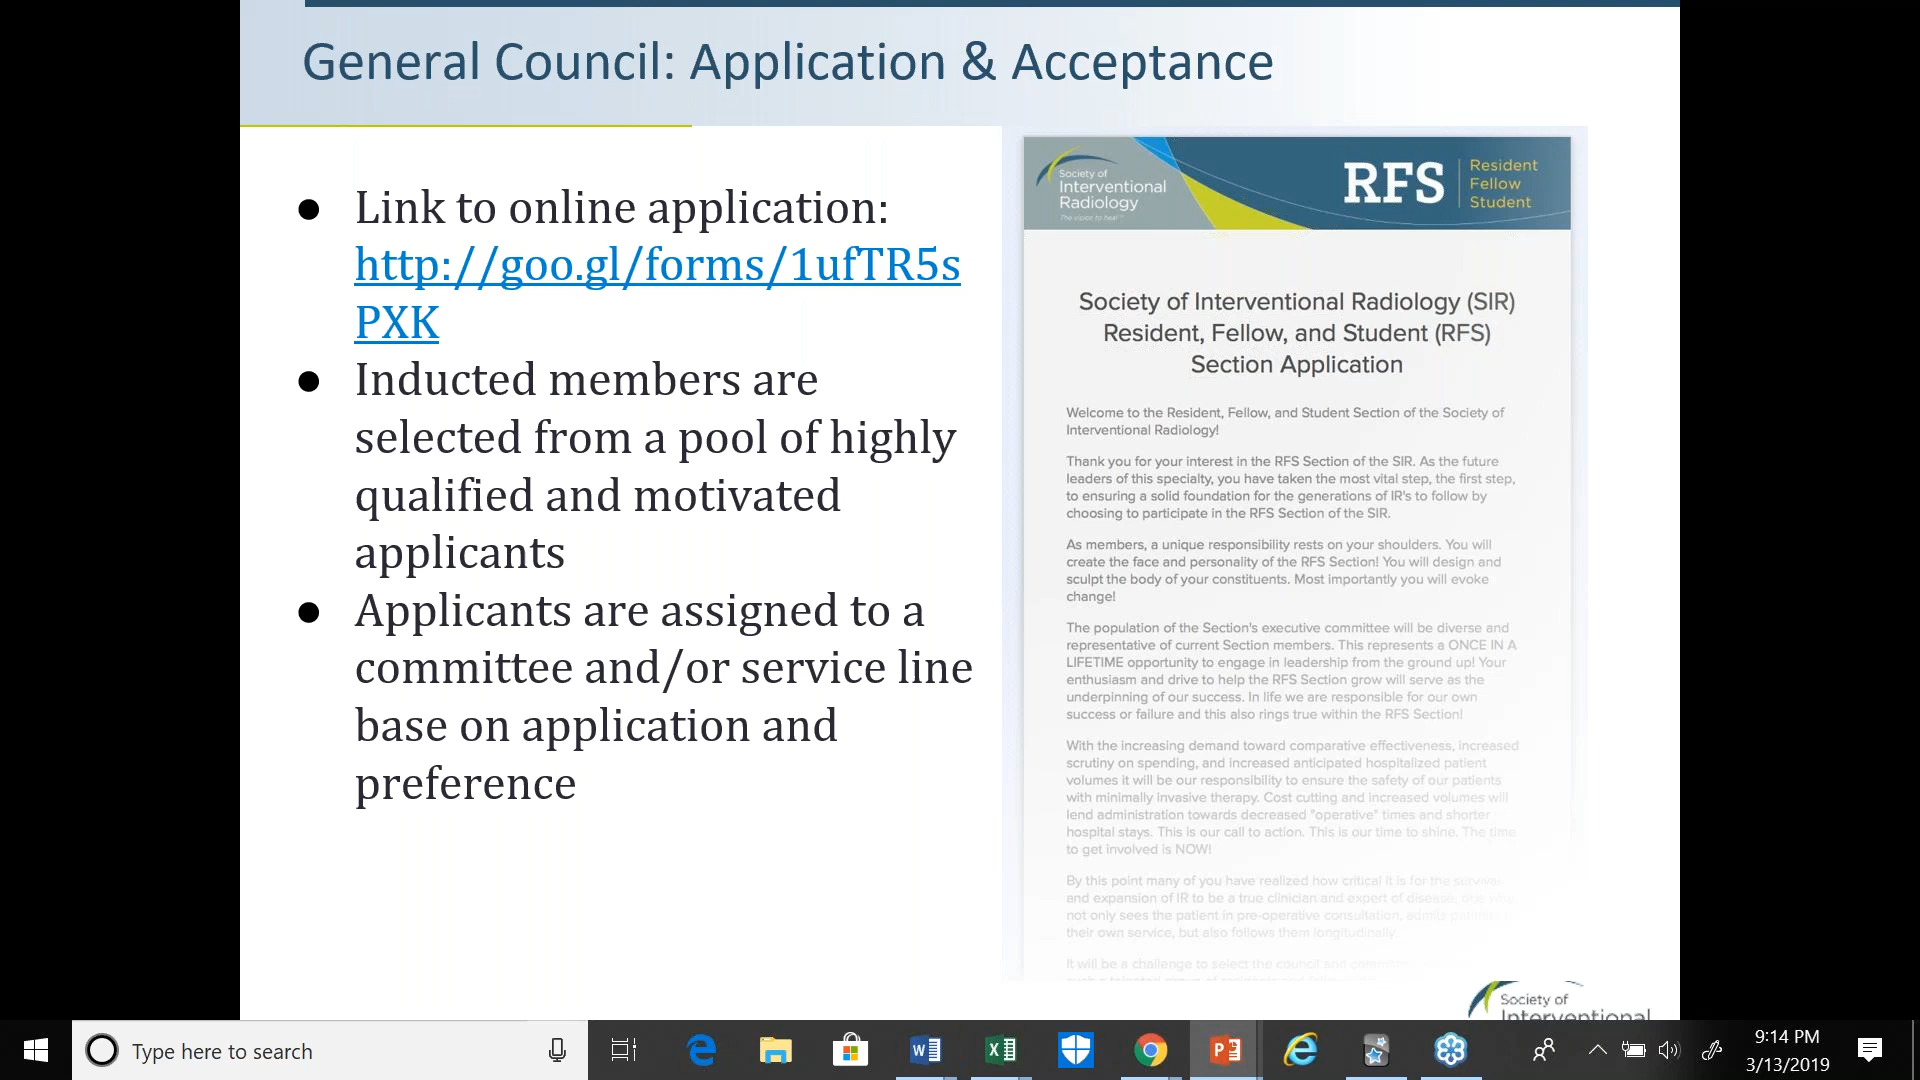 General Council: Application & Acceptance
● Link to online application:
http://goo.gl/forms/1ufTR5s
PXK
● Inducted members are
selected from a pool of highly
qualified and motivated
applicants
● Applicants are assigned to a
committee and/or service line
base on application and
preference
Society of
Interventional
Radiology
The vision to heal
RFS
Resident
Fellow
Student
Society of Interventional Radiology (SIR)
Resident, Fellow, and Student (RFS)
Section Application
Welcome to the Resident, Fellow, and Student Section of the Society of
Interventional Radiology!
Thank you for your interest in the RFS Section of the SIR. As the future
leaders of this specialty, you have taken the most vital step, the first step,
to ensuring a solid foundation for the generations of IR's to follow by
choosing to participate in the RFS Section of the SIR.
As members, a unique responsibility rests on your shoulders. You will
create the face and personality of the RFS Section! You will design and
sculpt the body of your constituents. Most importantly you will evoke
change!
The population of the Section's executive committee will be diverse and
representative of current Section members. This represents a ONCE IN A
LIFETIME opportunity to engage in leadership from the ground up! Your
enthusiasm and drive to help the RFS Section grow will serve as the
underpinning of our success. In life we are responsible for our own
success or failure and this also rings true within the RFS Section!
With the increasing demand toward comparative effectiveness, increased
scrutiny on spending, and increased anticipated hospitalized patient
volumes it will be our responsibility to ensure the safety of our patients
with minimally invasive therapy. Cost cutting and increased volumes will
lend administration towards decreased "operative" times and shorter
hospital stays. This is our call to action. This is our time to shine. The time
to get involved is NOW!
By this point many of you have realized how critical it is for the survival
and expansion of IR to be a true clinician and expert of disease, one who
not only sees the patient in pre-operative consultation, admits
their own service, but also follows them longitudinally.
It will be a challenge to select the council and
Society of
Interventional
Type here to search
9:14 PM
3/13/2019